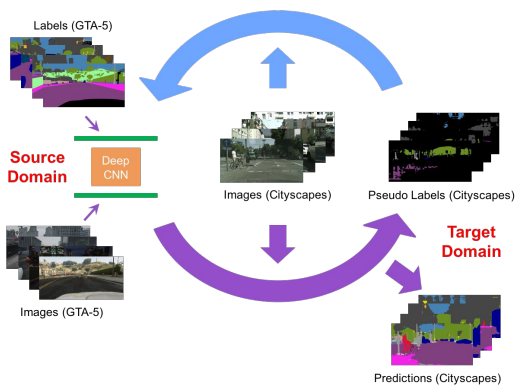 Labels (GTA-5)
Source
Domain
Deep
CNN
Images (Cityscapes)
Pseudo Labels (Cityscapes)
Target
Domain
Images (GTA-5)
Predictions (Cityscapes)